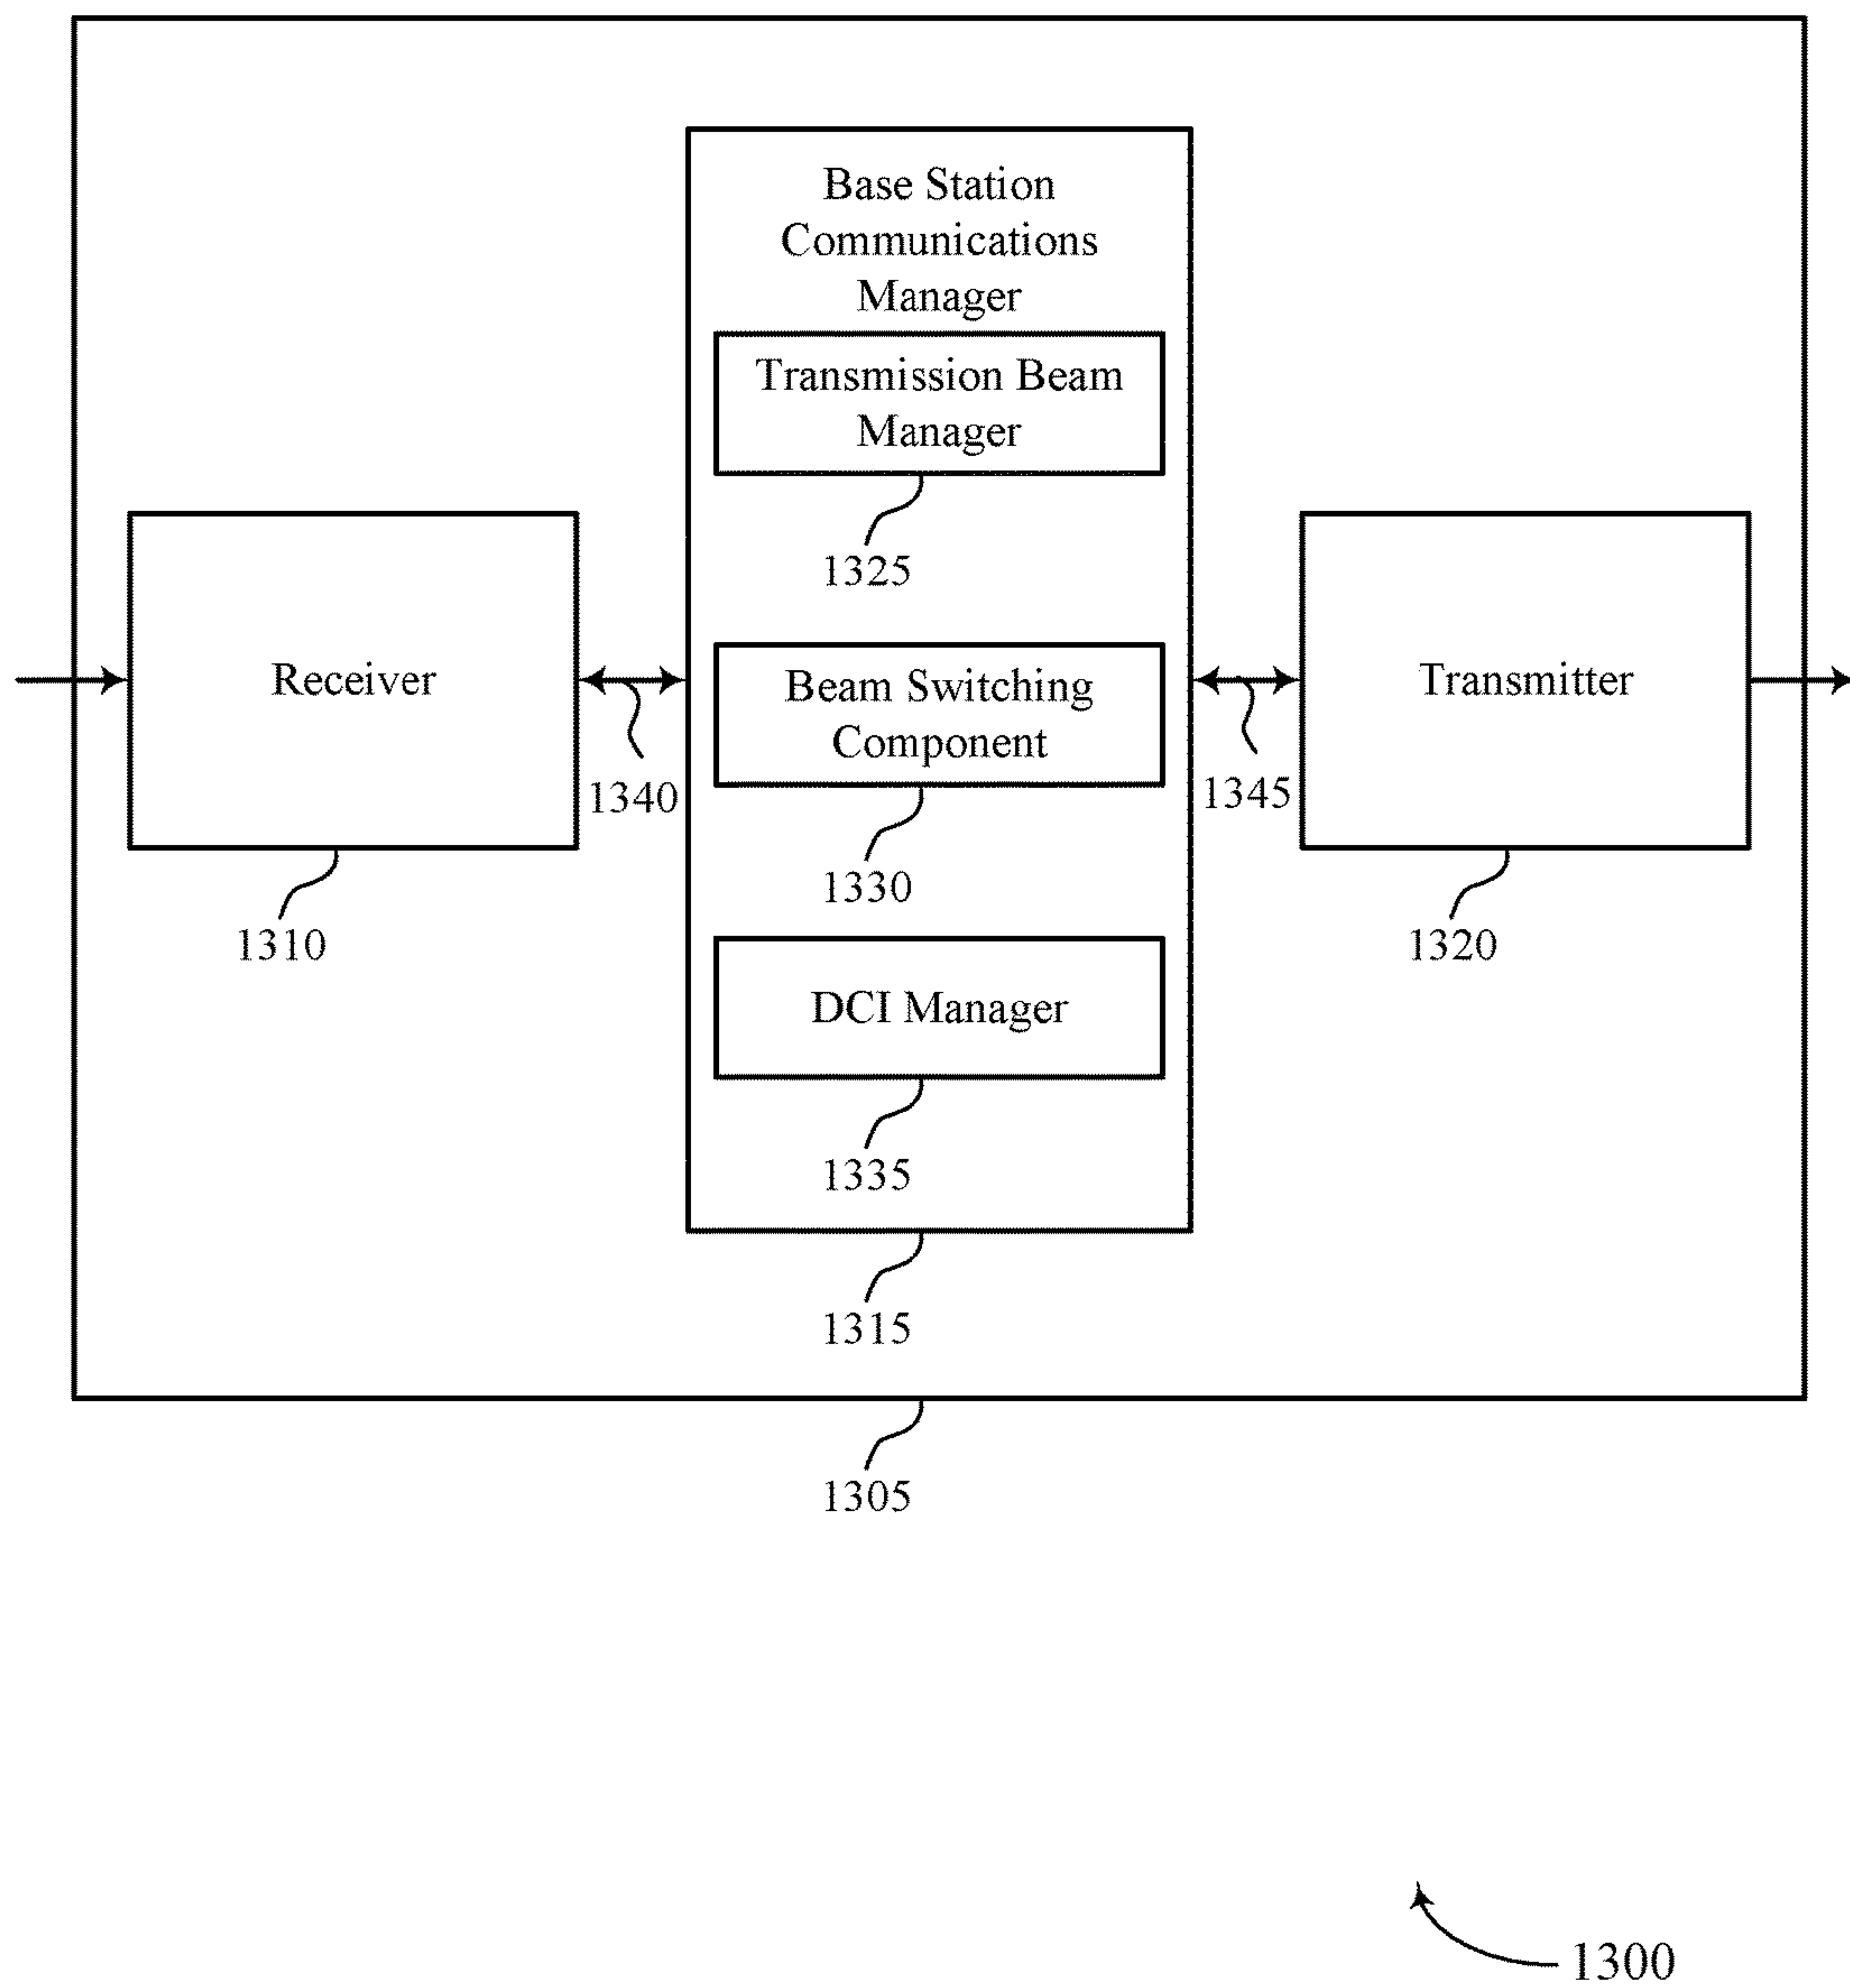 Base Station
Communications
Manager
Transmission Beam
Manager
1325
Receiver
Beam Switching
Component
Transmitter
1340
1345
1330
1310
1320
DCI Manager
1335
1315
1305
1300